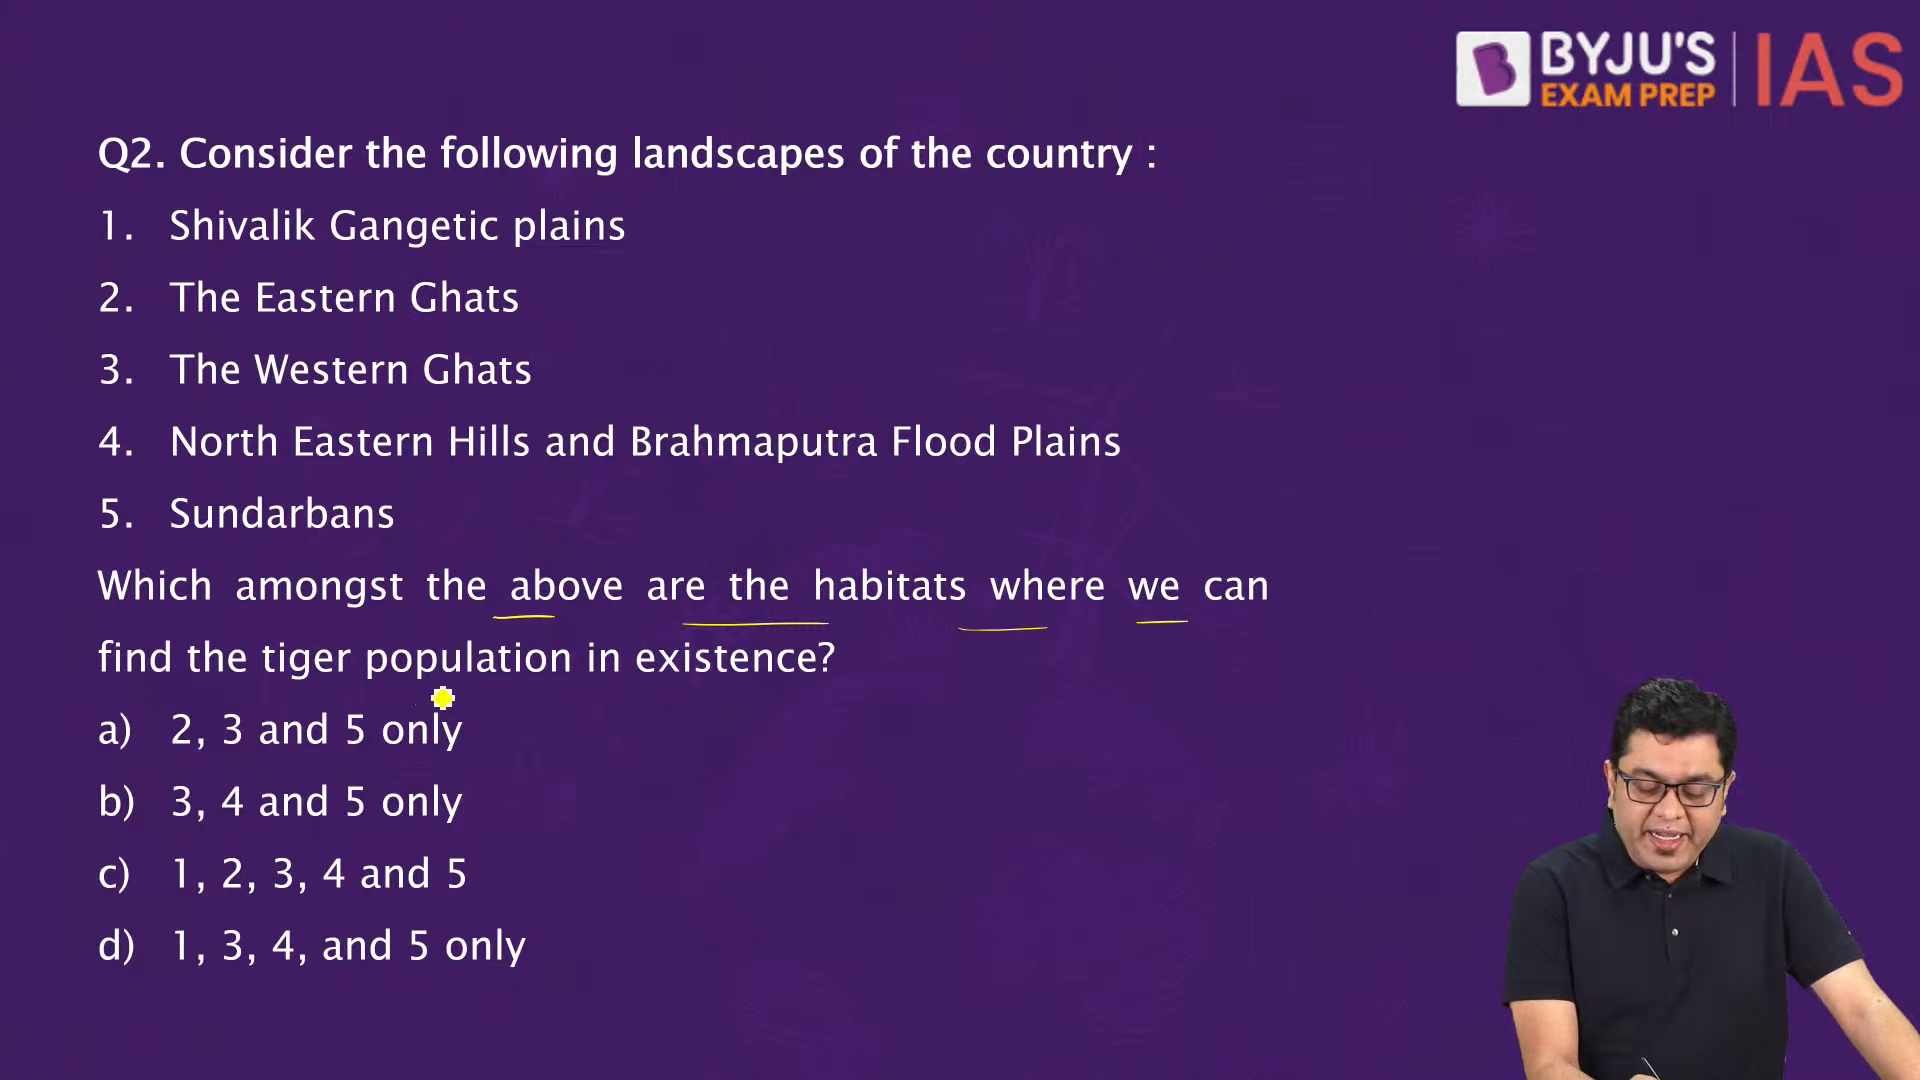 BYJU'S
EXAM PREP
IAS
Q2. Consider the following landscapes of the country :
1. Shivalik Gangetic plains
2. The Eastern Ghats
3. The Western Ghats
4. North Eastern Hills and Brahmaputra Flood Plains
5. Sundarbans
Which amongst the above are the habitats where we can
find the tiger population in existence?
a) 2, 3 and 5 only
b) 3, 4 and 5 only
c) 1, 2, 3, 4 and 5
d) 1, 3, 4, and 5 only